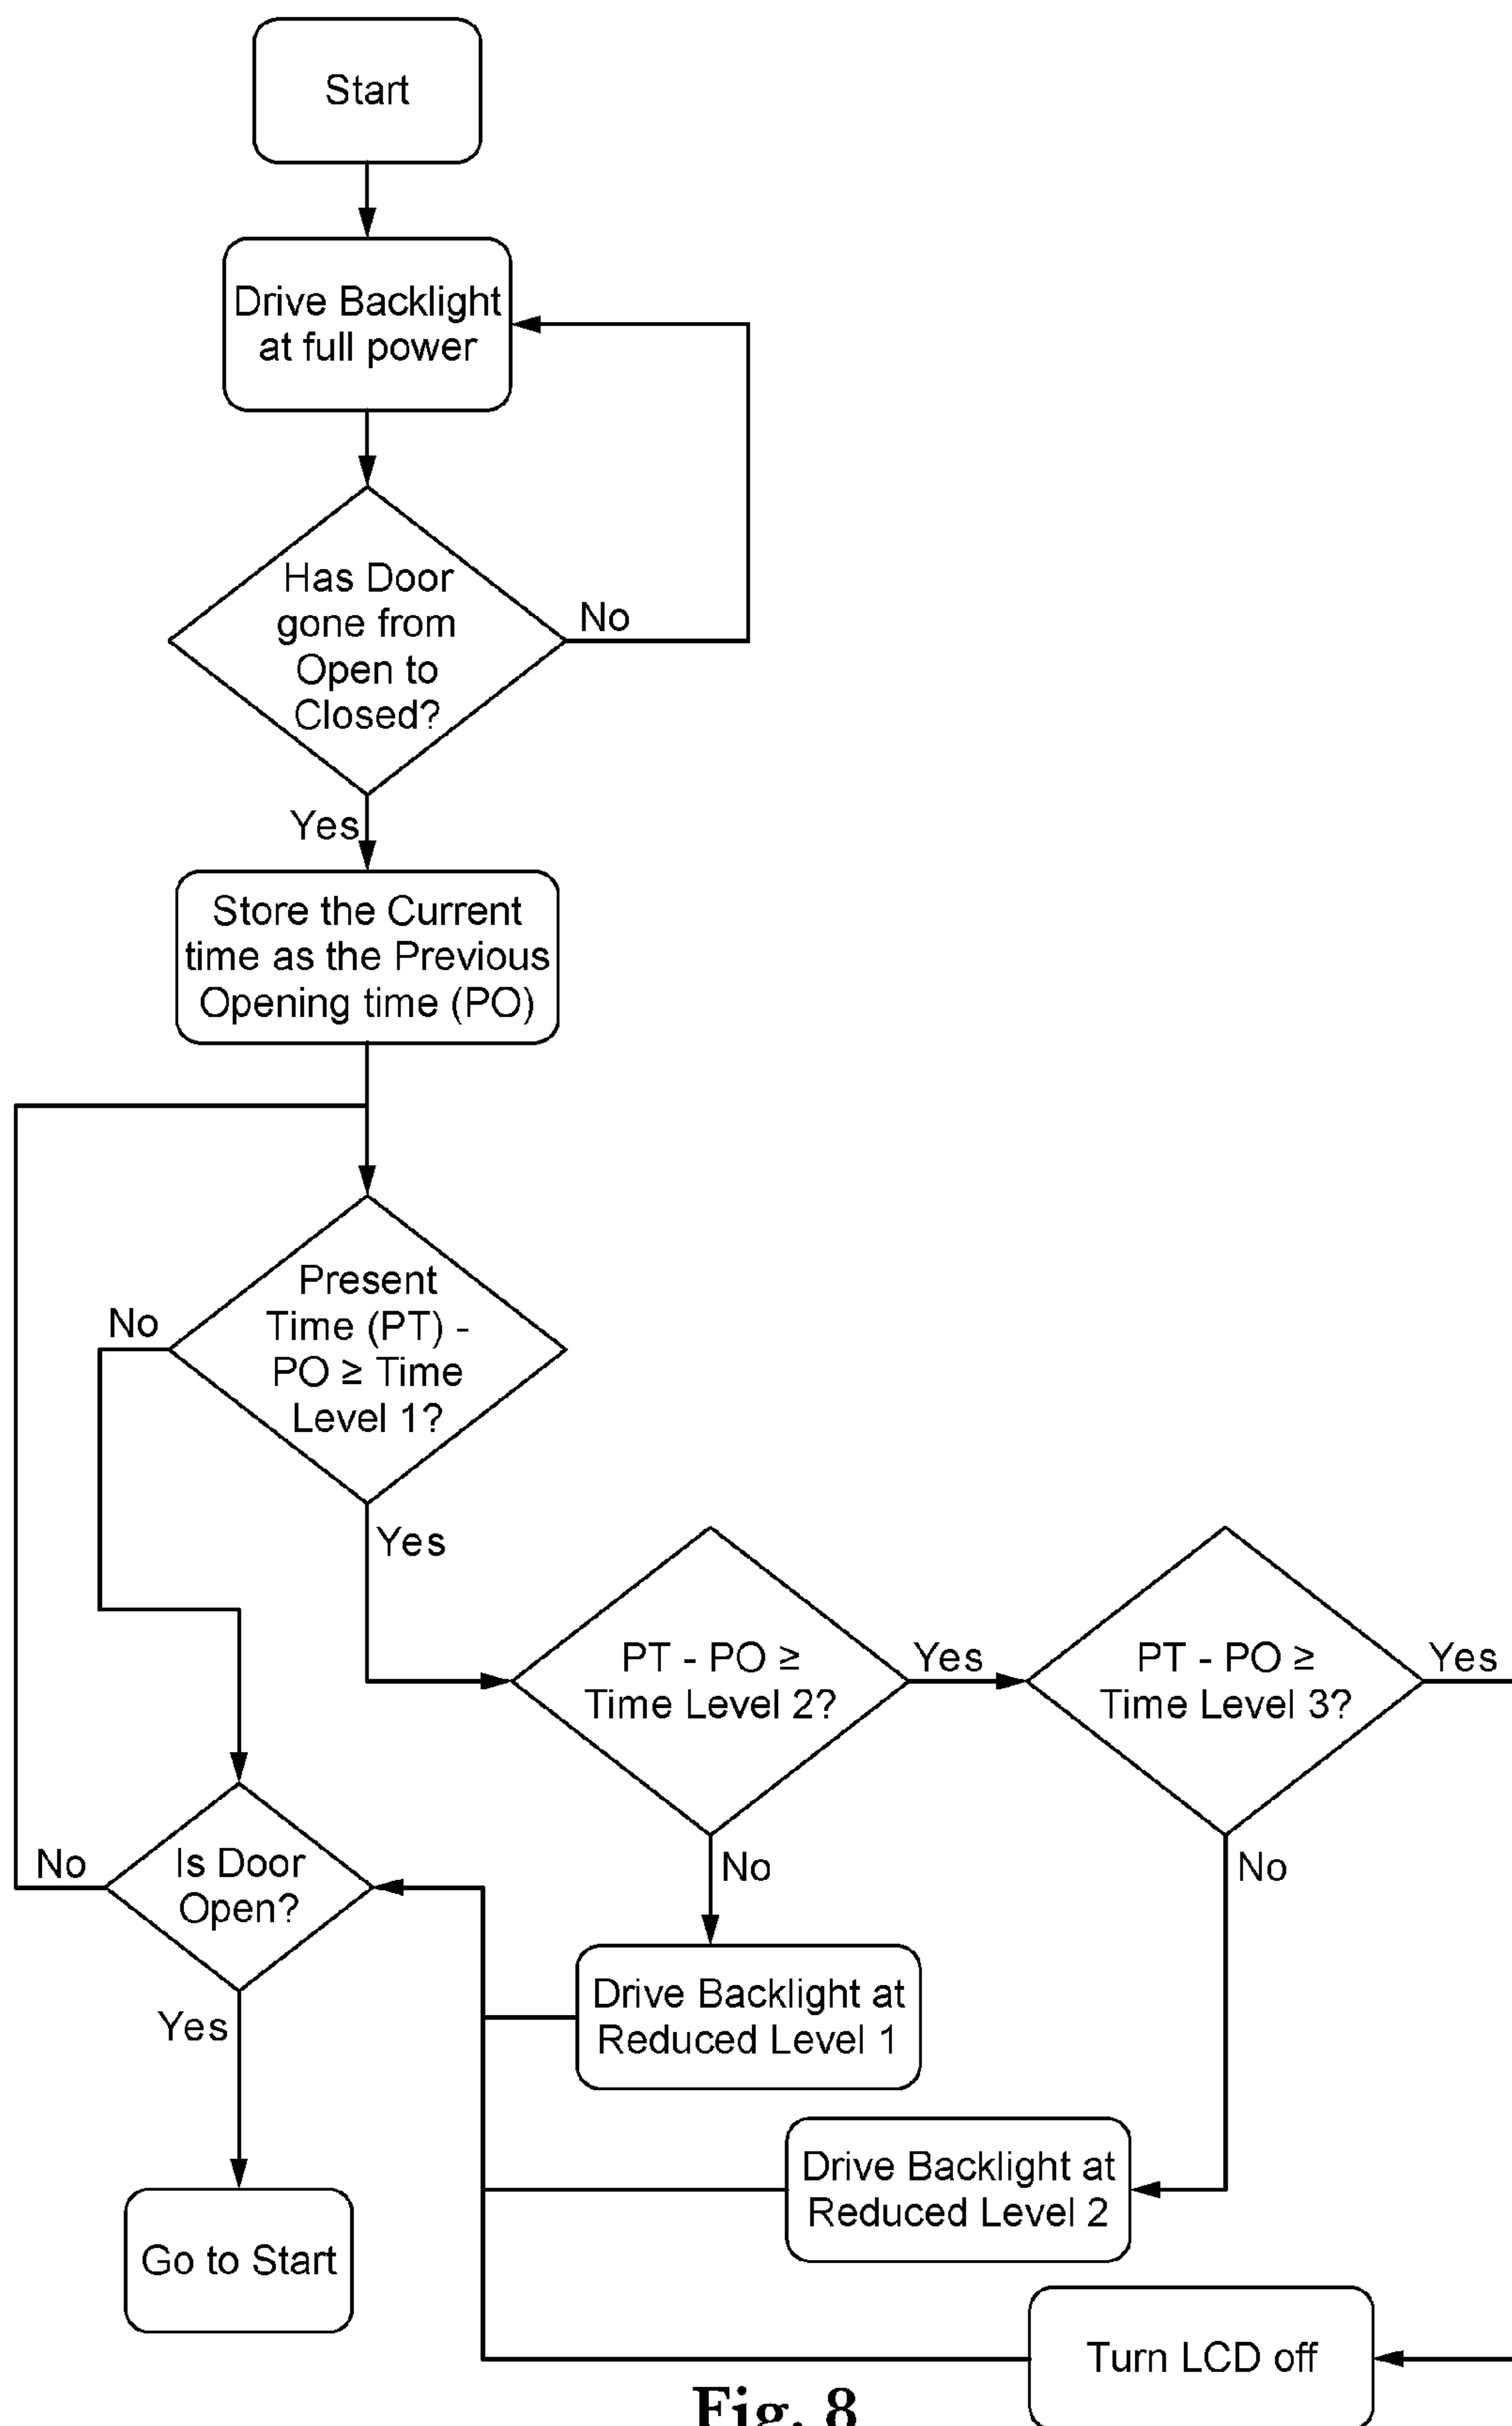 Start
Drive Backlight
at full power
Has Door
gone from
Open to
Closed?
No
Yes
Store the Current
time as the Previous
Opening time (PO)
Present
Time (PT) -
PO ≥ Time
Level 1?
No
Yes
PT - PO ≥
Time Level 2?
Yes
PT - PO ≥
Time Level 3?
Yes
No
Is Door
Open?
No
No
Drive Backlight at
Reduced Level 1
Yes
Drive Backlight at
Reduced Level 2
Go to Start
Turn LCD off
Fig. 8